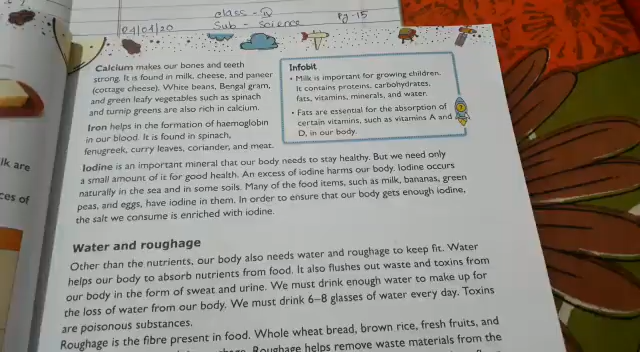 class - IV
01/01/20 Sub - Science Pg-15
Calcium makes our bones and teeth
strong. It is found in milk, cheese, and paneer
(cottage cheese). White beans, Bengal gram,
and green leafy vegetables such as spinach
and turnip greens are also rich in calcium.
Iron helps in the formation of haemoglobin
in our blood. It is found in spinach,
fenugreek, curry leaves, coriander, and meat.
Infobit
• Milk is important for growing children.
It contains proteins, carbohydrates,
fats, vitamins, minerals, and water.
• Fats are essential for the absorption of
certain vitamins, such as vitamins A and
D, in our body.
lk are
ces of
Iodine is an important mineral that our body needs to stay healthy. But we need only
a small amount of it for good health. An excess of iodine harms our body. Iodine occurs
naturally in the sea and in some soils. Many of the food items, such as milk, bananas, green
peas, and eggs, have iodine in them. In order to ensure that our body gets enough iodine,
the salt we consume is enriched with iodine.
Water and roughage
Other than the nutrients, our body also needs water and roughage to keep fit. Water
helps our body to absorb nutrients from food. It also flushes out waste and toxins from
our body in the form of sweat and urine. We must drink enough water to make up for
the loss of water from our body. We must drink 6–8 glasses of water every day. Toxins
are poisonous substances.
Roughage is the fibre present in food. Whole wheat bread, brown rice, fresh fruits, and
Roughage helps remove waste materials from the